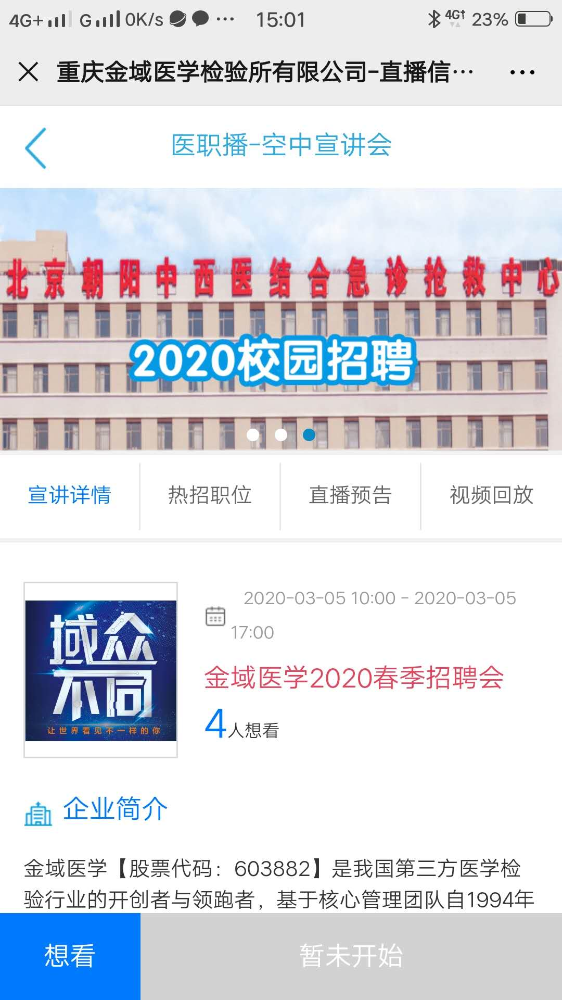 4G+ G 0K/s ··· 15:01 4G+ 23%
重庆金域医学检验所有限公司-直播信···
医职播-空中宣讲会
北京朝阳中西医结合急诊抢救中心
2020校园招聘
宣讲详情 热招职位 直播预告 视频回放
2020-03-05 10:00 - 2020-03-05
17:00
域众
不同
让世界看见不一样的你
金域医学2020春季招聘会
4人想看
企业简介
金域医学【股票代码：603882】是我国第三方医学检
验行业的开创者与领跑者，基于核心管理团队自1994年
想看 暂未开始